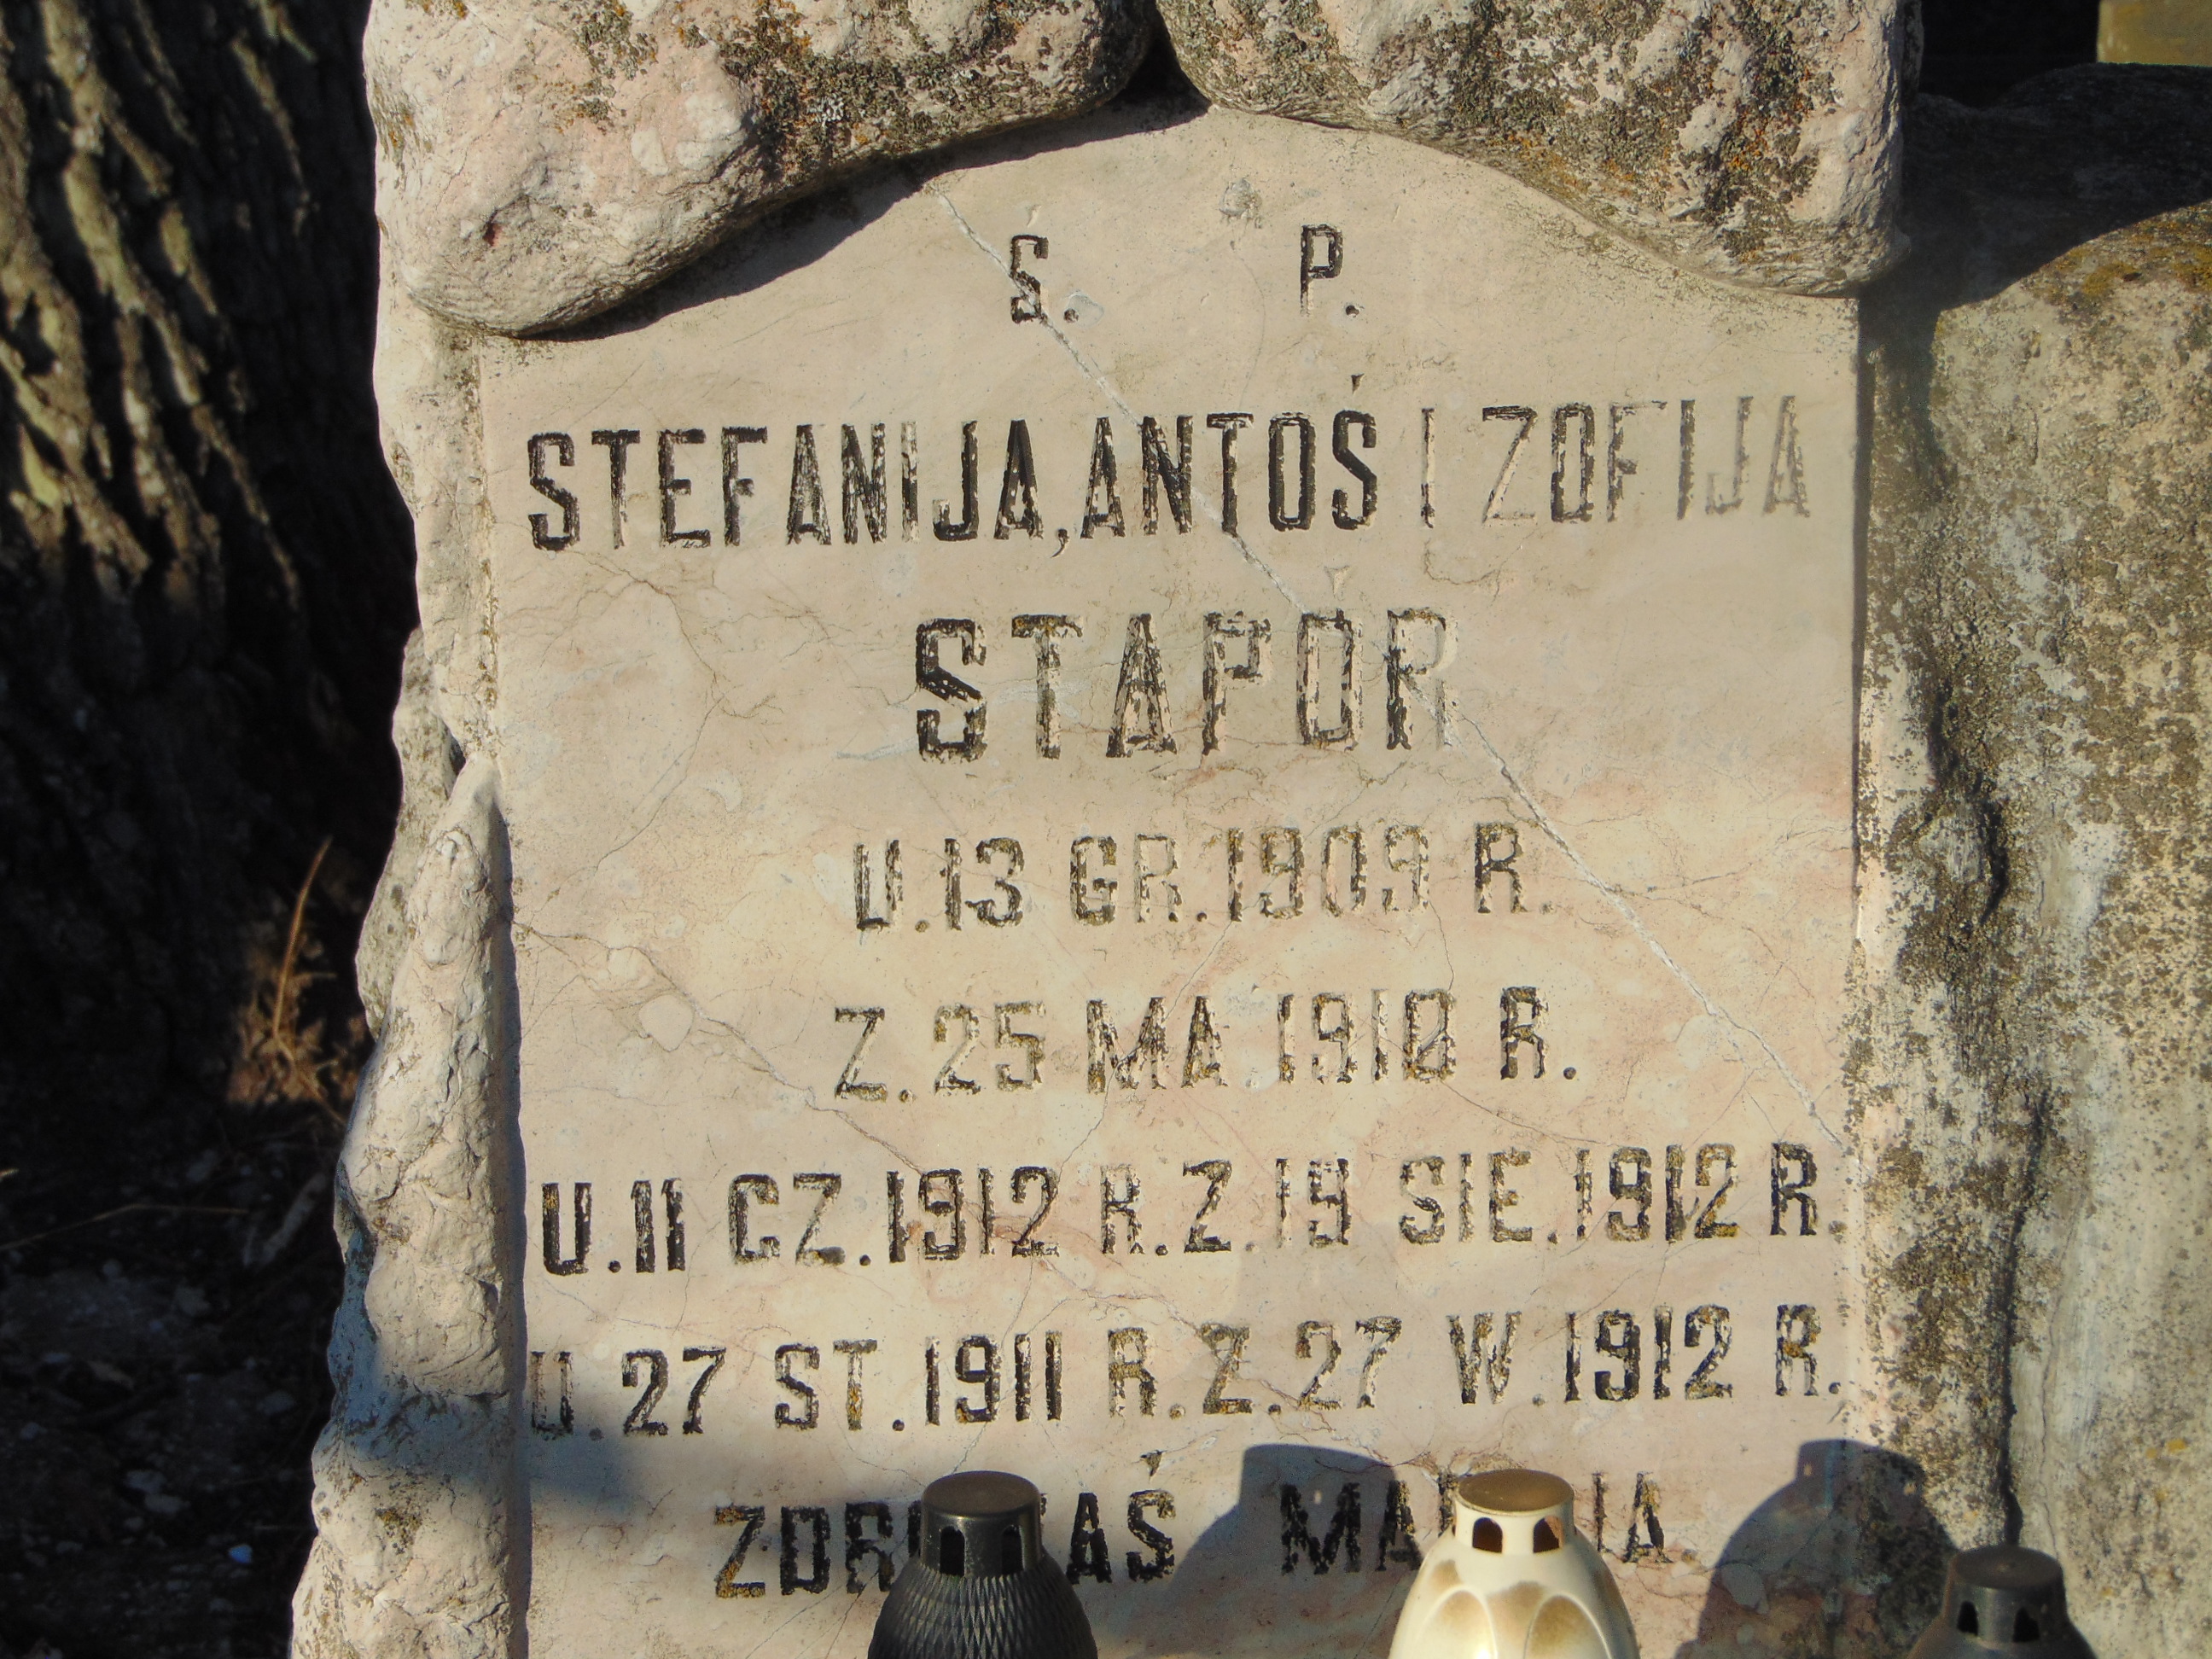 Ś. P.
STEFANIJA, ANTOŚ I ZOFIJA
STAPÓR
U.13 GR.1909 R.
Z.25 MA.1910 R.
U.11 CZ.1912 R.Z.19 SIE.1912 R.
U.27 ST.1911 R.Z.27 W.1912 R.